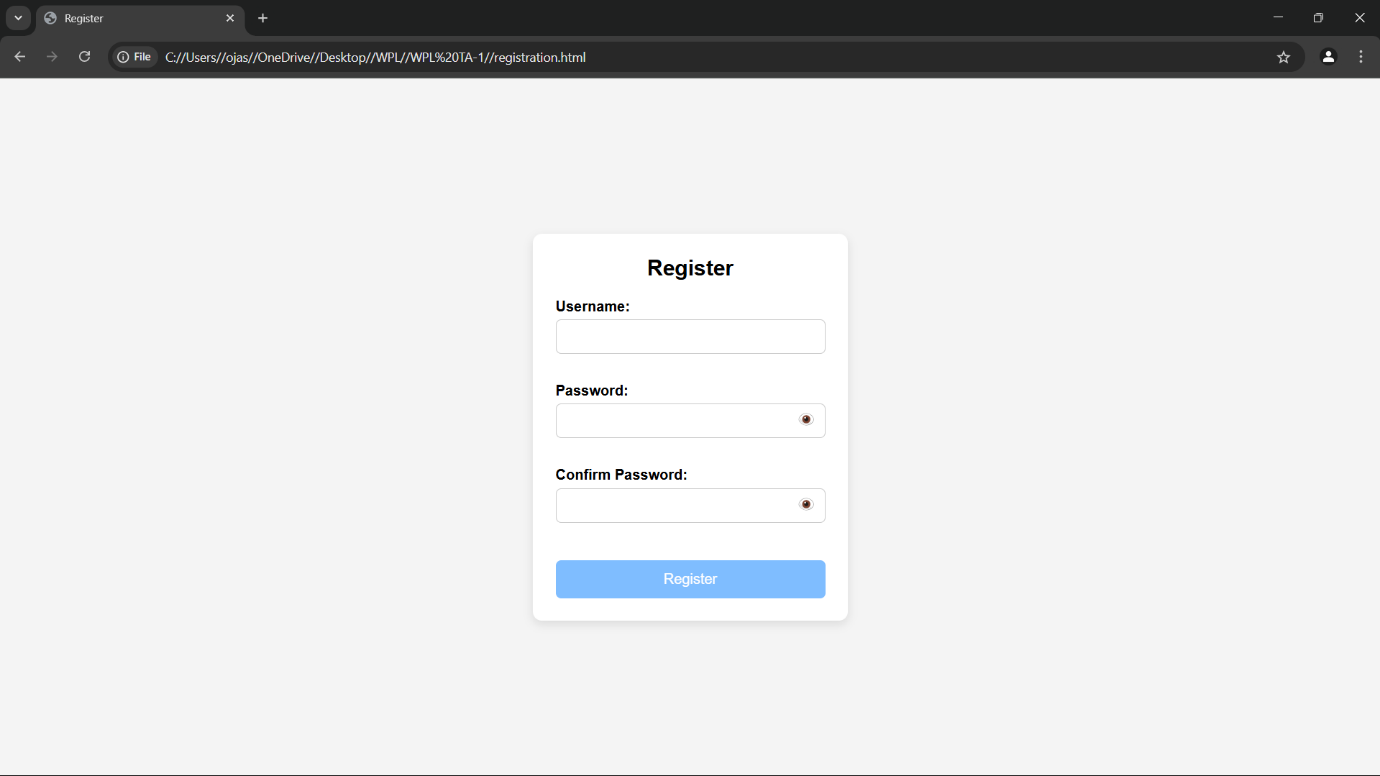 Register
File C://Users//ojas//OneDrive//Desktop//WPL//WPL%20TA-1//registration.html
Register
Username:
Password:
Confirm Password:
Register